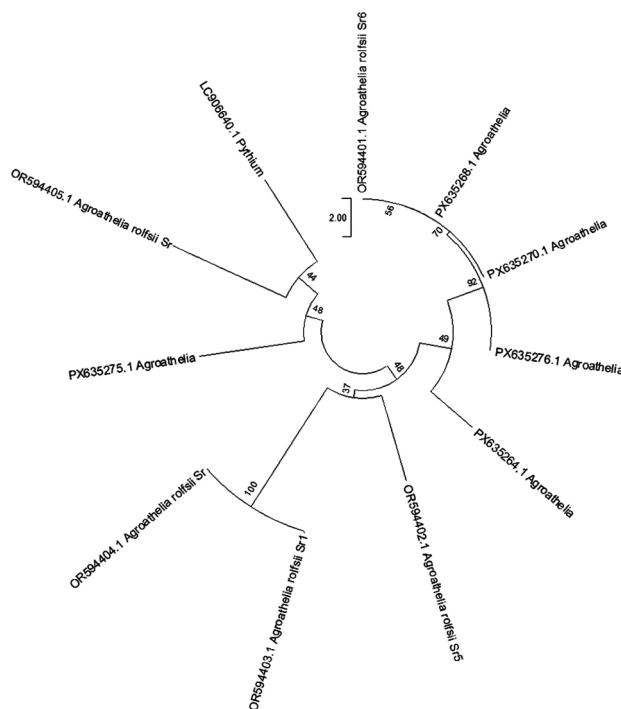 OR594401.1 Agroathelia rolfsii Sr6
PX635268.1 Agroathelia
PX635270.1 Agroathelia
PX635276.1 Agroathelia
PX635264.1 Agroathelia
OR594402.1 Agroathelia rolfsii Sr5
OR594403.1 Agroathelia rolfsii Sr1
OR594404.1 Agroathelia rolfsii Sr
PX635275.1 Agroathelia
OR594405.1 Agroathelia rolfsii Sr
LC906640.1 Pythium
56
70
92
49
48
37
100
48
44
2.00